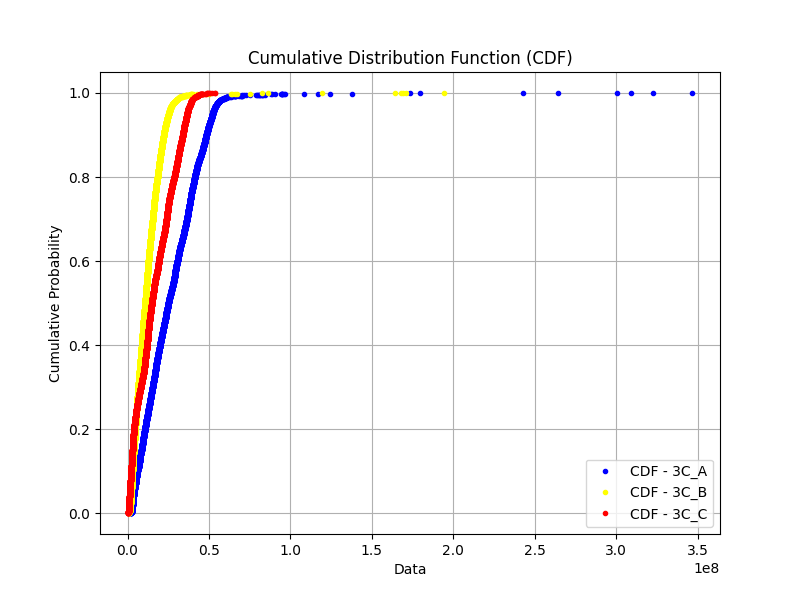 Cumulative Distribution Function (CDF)
Cumulative Probability
1.0
0.8
0.6
0.4
0.2
0.0
CDF - 3C_A
CDF - 3C_B
CDF - 3C_C
0.0 0.5 1.0 1.5 2.0 2.5 3.0 3.5
1e8
Data